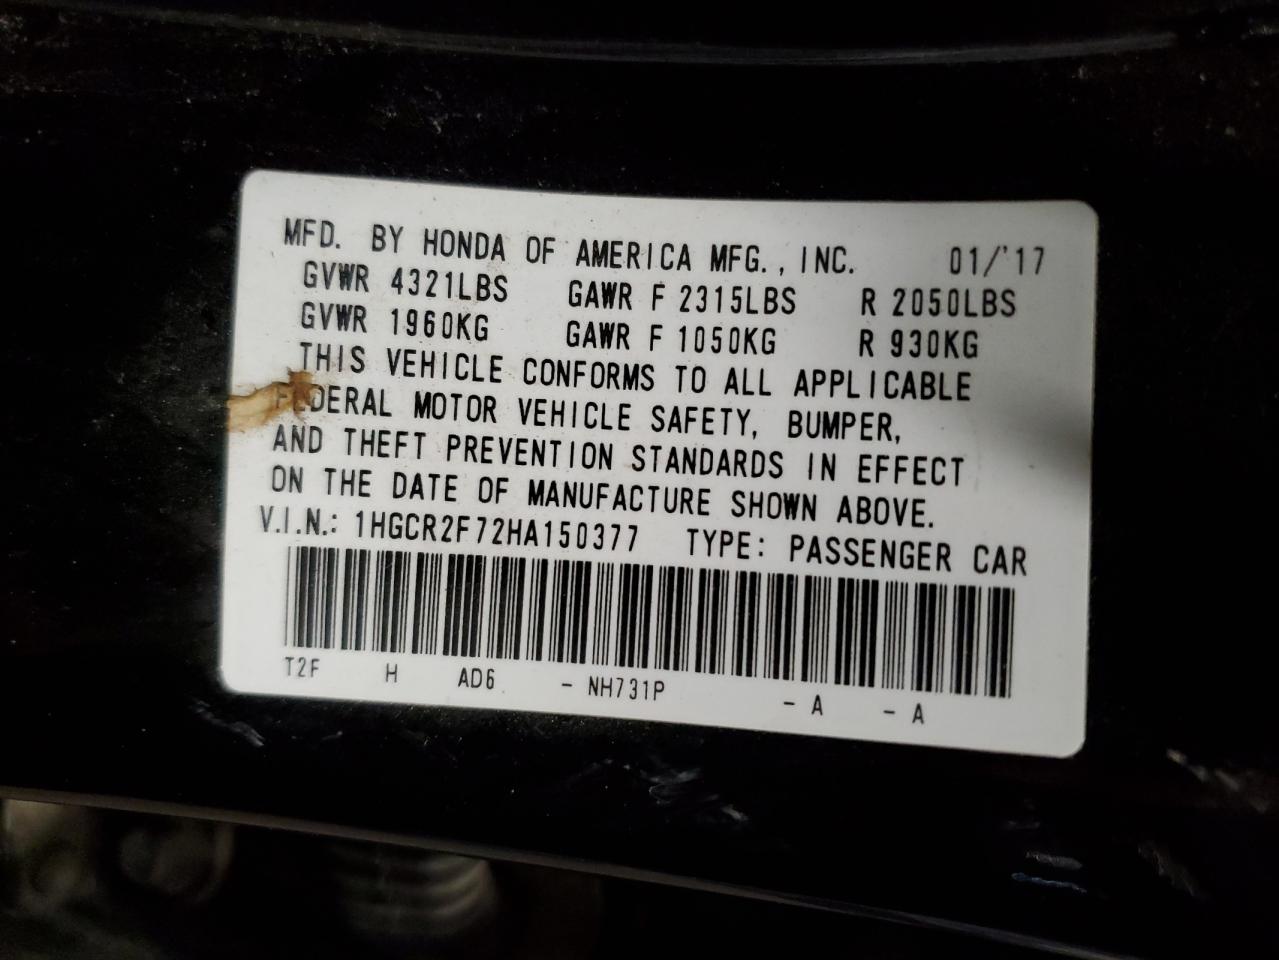 MFD. BY HONDA OF AMERICA MFG., INC. 01/'17
GVWR 4321LBS GAWR F 2315LBS R 2050LBS
GVWR 1960KG GAWR F 1050KG R 930KG
THIS VEHICLE CONFORMS TO ALL APPLICABLE
FEDERAL MOTOR VEHICLE SAFETY, BUMPER,
AND THEFT PREVENTION STANDARDS IN EFFECT
ON THE DATE OF MANUFACTURE SHOWN ABOVE.
V.I.N.: 1HGCR2F72HA150377 TYPE: PASSENGER CAR
T2F H AD6 - NH731P - A - A